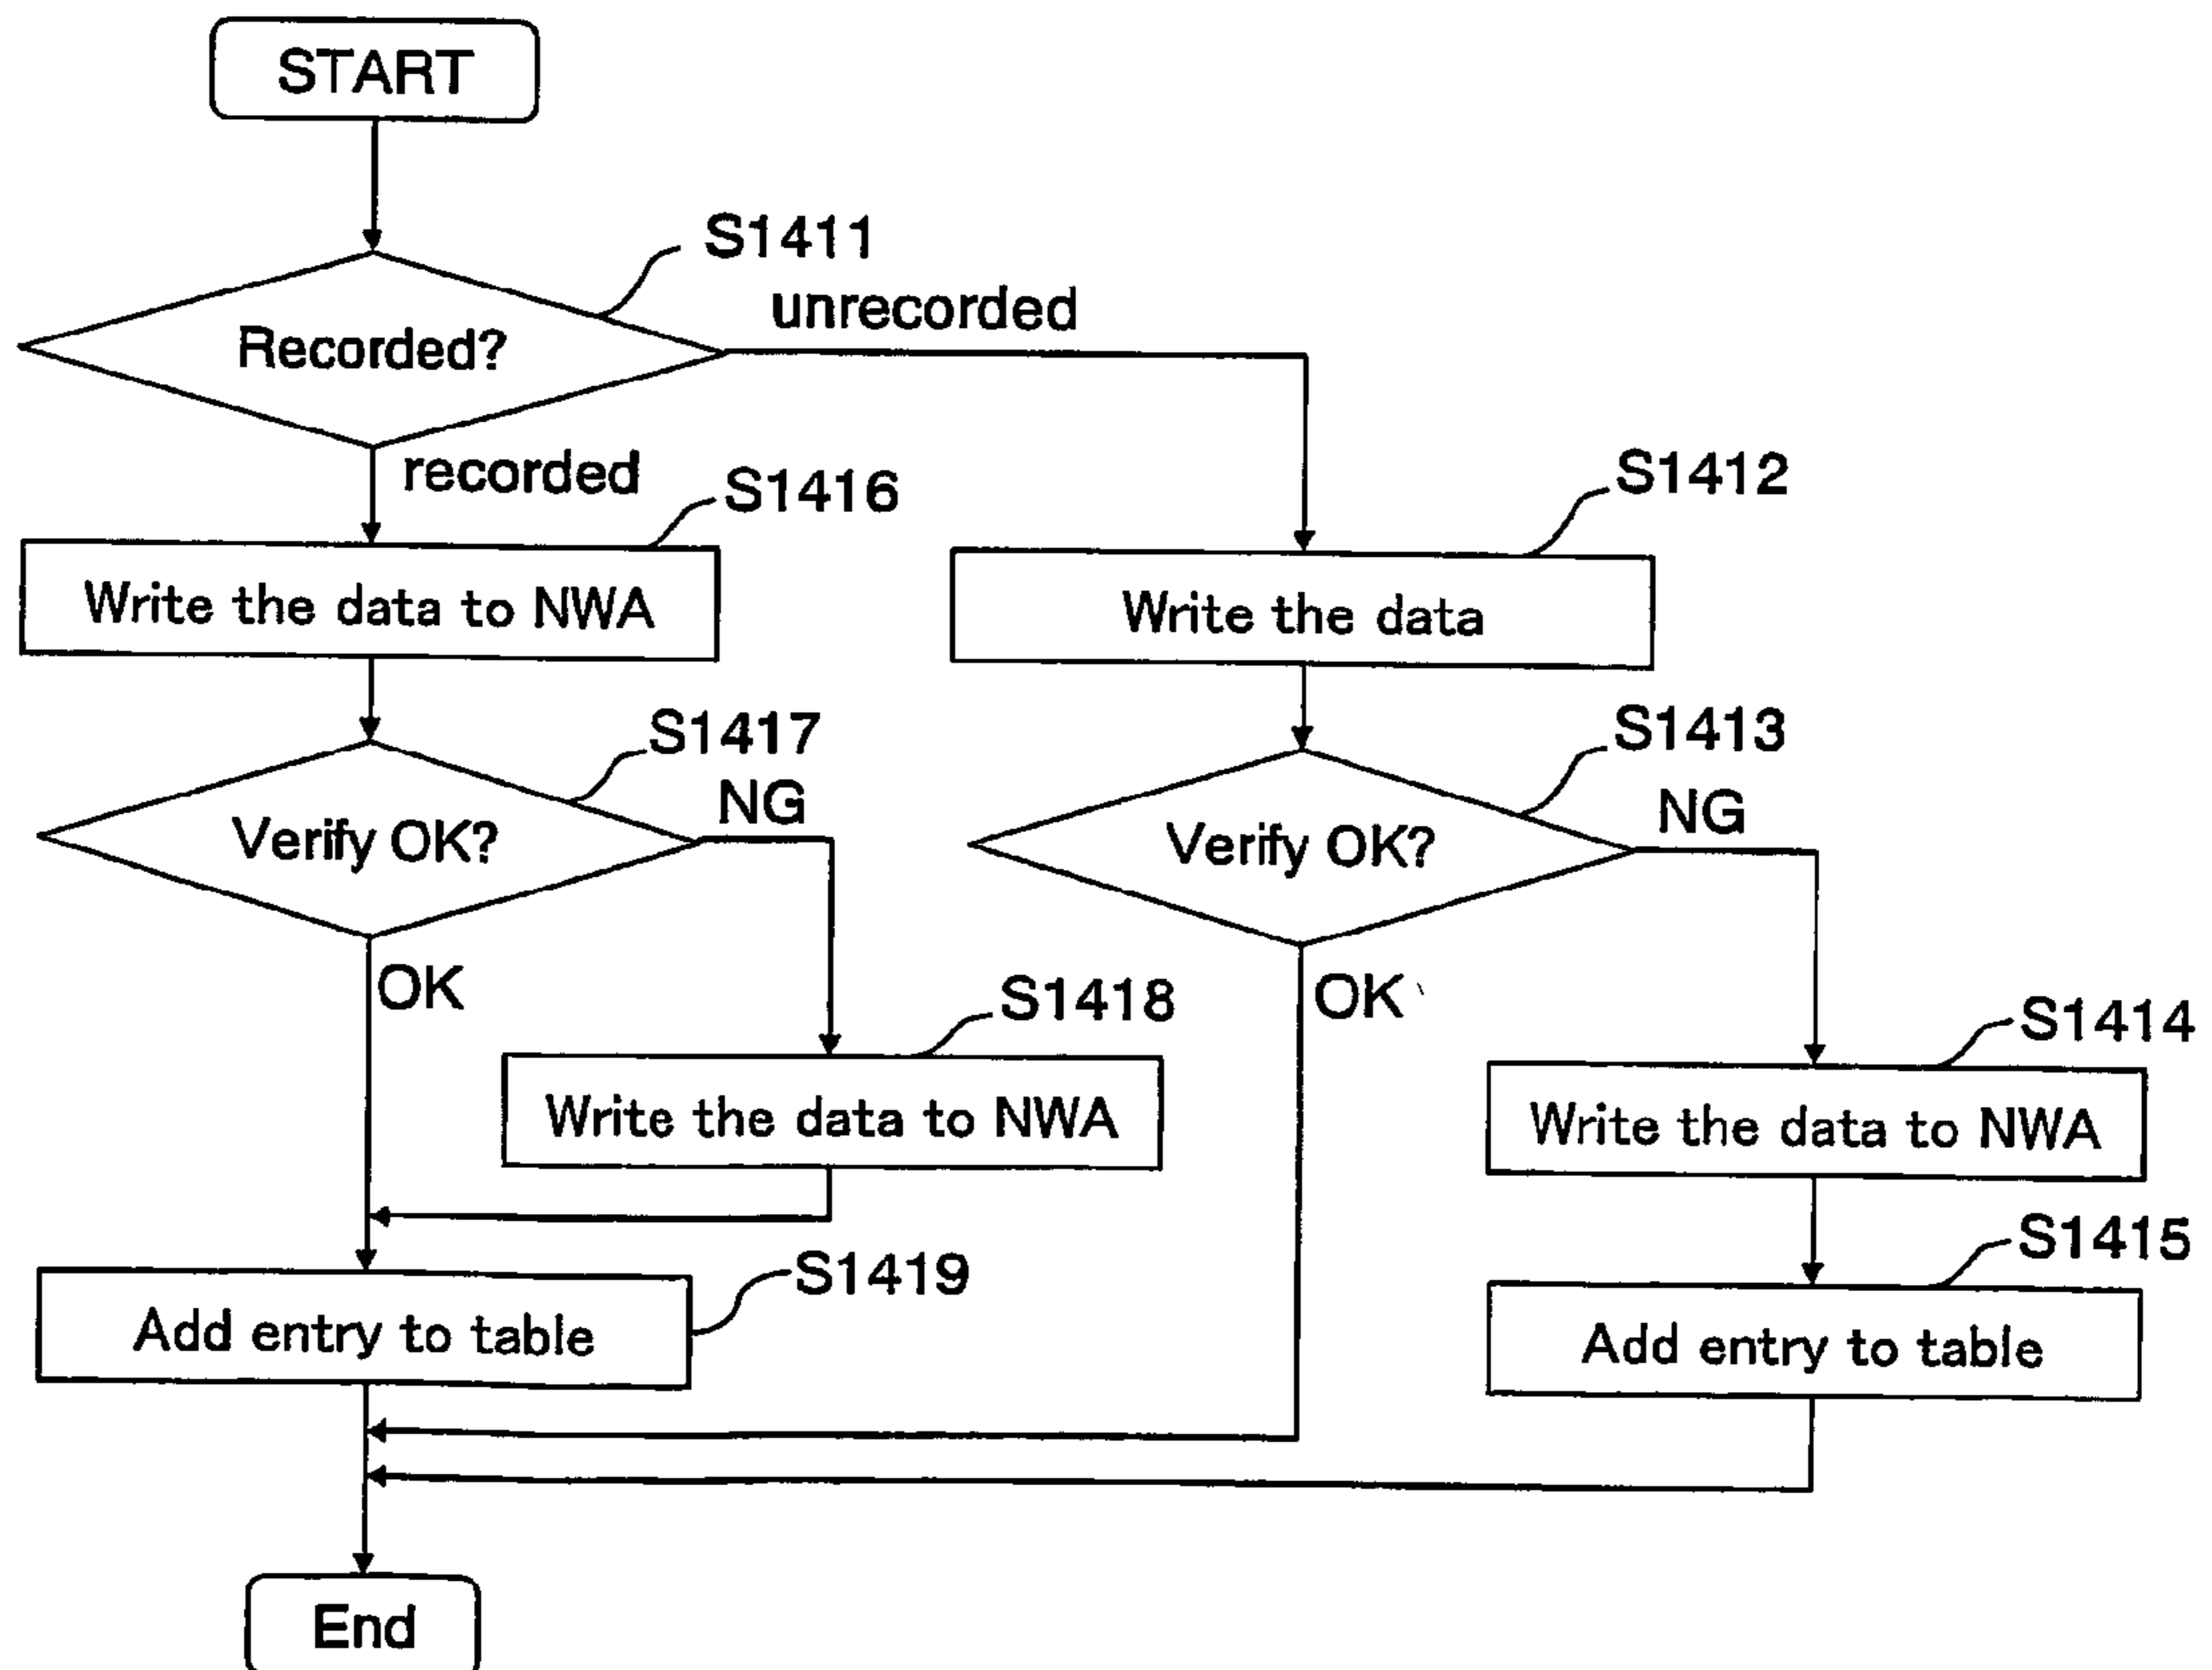 START
S1411
Recorded?
unrecorded
recorded
S1416
S1412
Write the data to NWA
Write the data
S1417
S1413
NG
NG
Verify OK?
Verify OK?
OK
OK
S1418
S1414
Write the data to NWA
Write the data to NWA
S1419
S1415
Add entry to table
Add entry to table
End